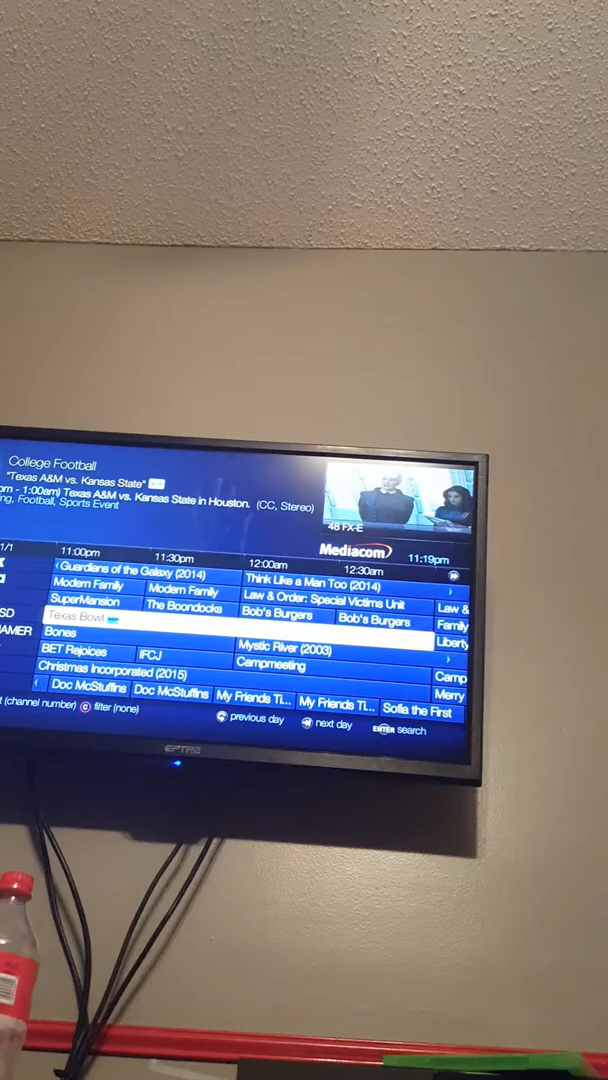 College Football
"Texas A&M vs. Kansas State"
pm - 1:00am) Texas A&M vs. Kansas State in Houston. (CC, Stereo)
ng, Football, Sports Event
48 FX-E
Mediacom
11:19pm
1/1 11:00pm 11:30pm 12:00am 12:30am
Guardians of the Galaxy (2014) Think Like a Man Too (2014)
Modern Family Modern Family Law & Order: Special Victims Unit Law &
SuperMansion The Boondocks Bob's Burgers Bob's Burgers Family
SD Texas Bowl Liberty
AMER Bones Mystic River (2003)
BET Rejoices IFCJ Campmeeting Camp
Christmas Incorporated (2015) Merry
Doc McStuffins Doc McStuffins My Friends Ti... My Friends Ti... Sofia the First
t (channel number) C filter (none) previous day next day ENTER search